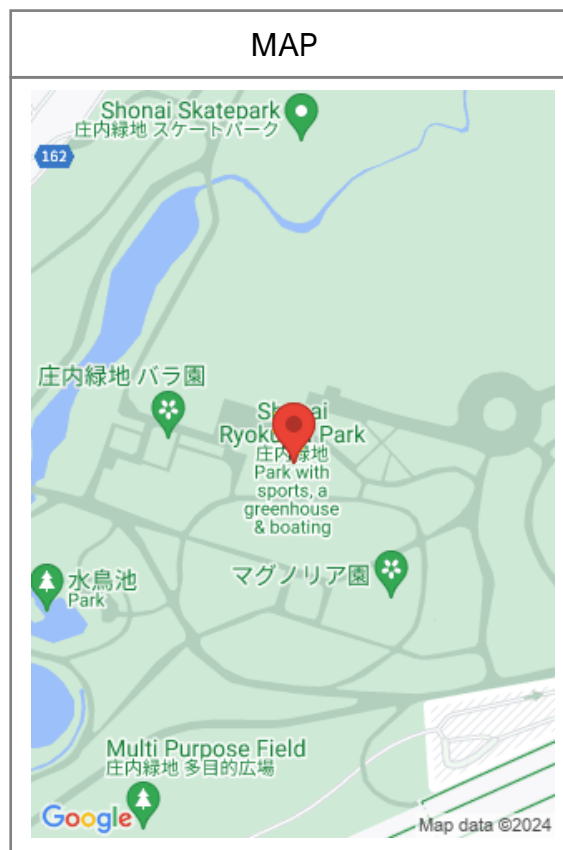 MAP
Shonai Skatepark
庄内緑地 スケートパーク
162
庄内緑地 バラ園
Shonai
Ryokuchi Park
庄内緑地
Park with
sports, a
greenhouse
& boating
マグノリア園
水鳥池
Park
Multi Purpose Field
庄内緑地 多目的広場
Google
Map data ©2024